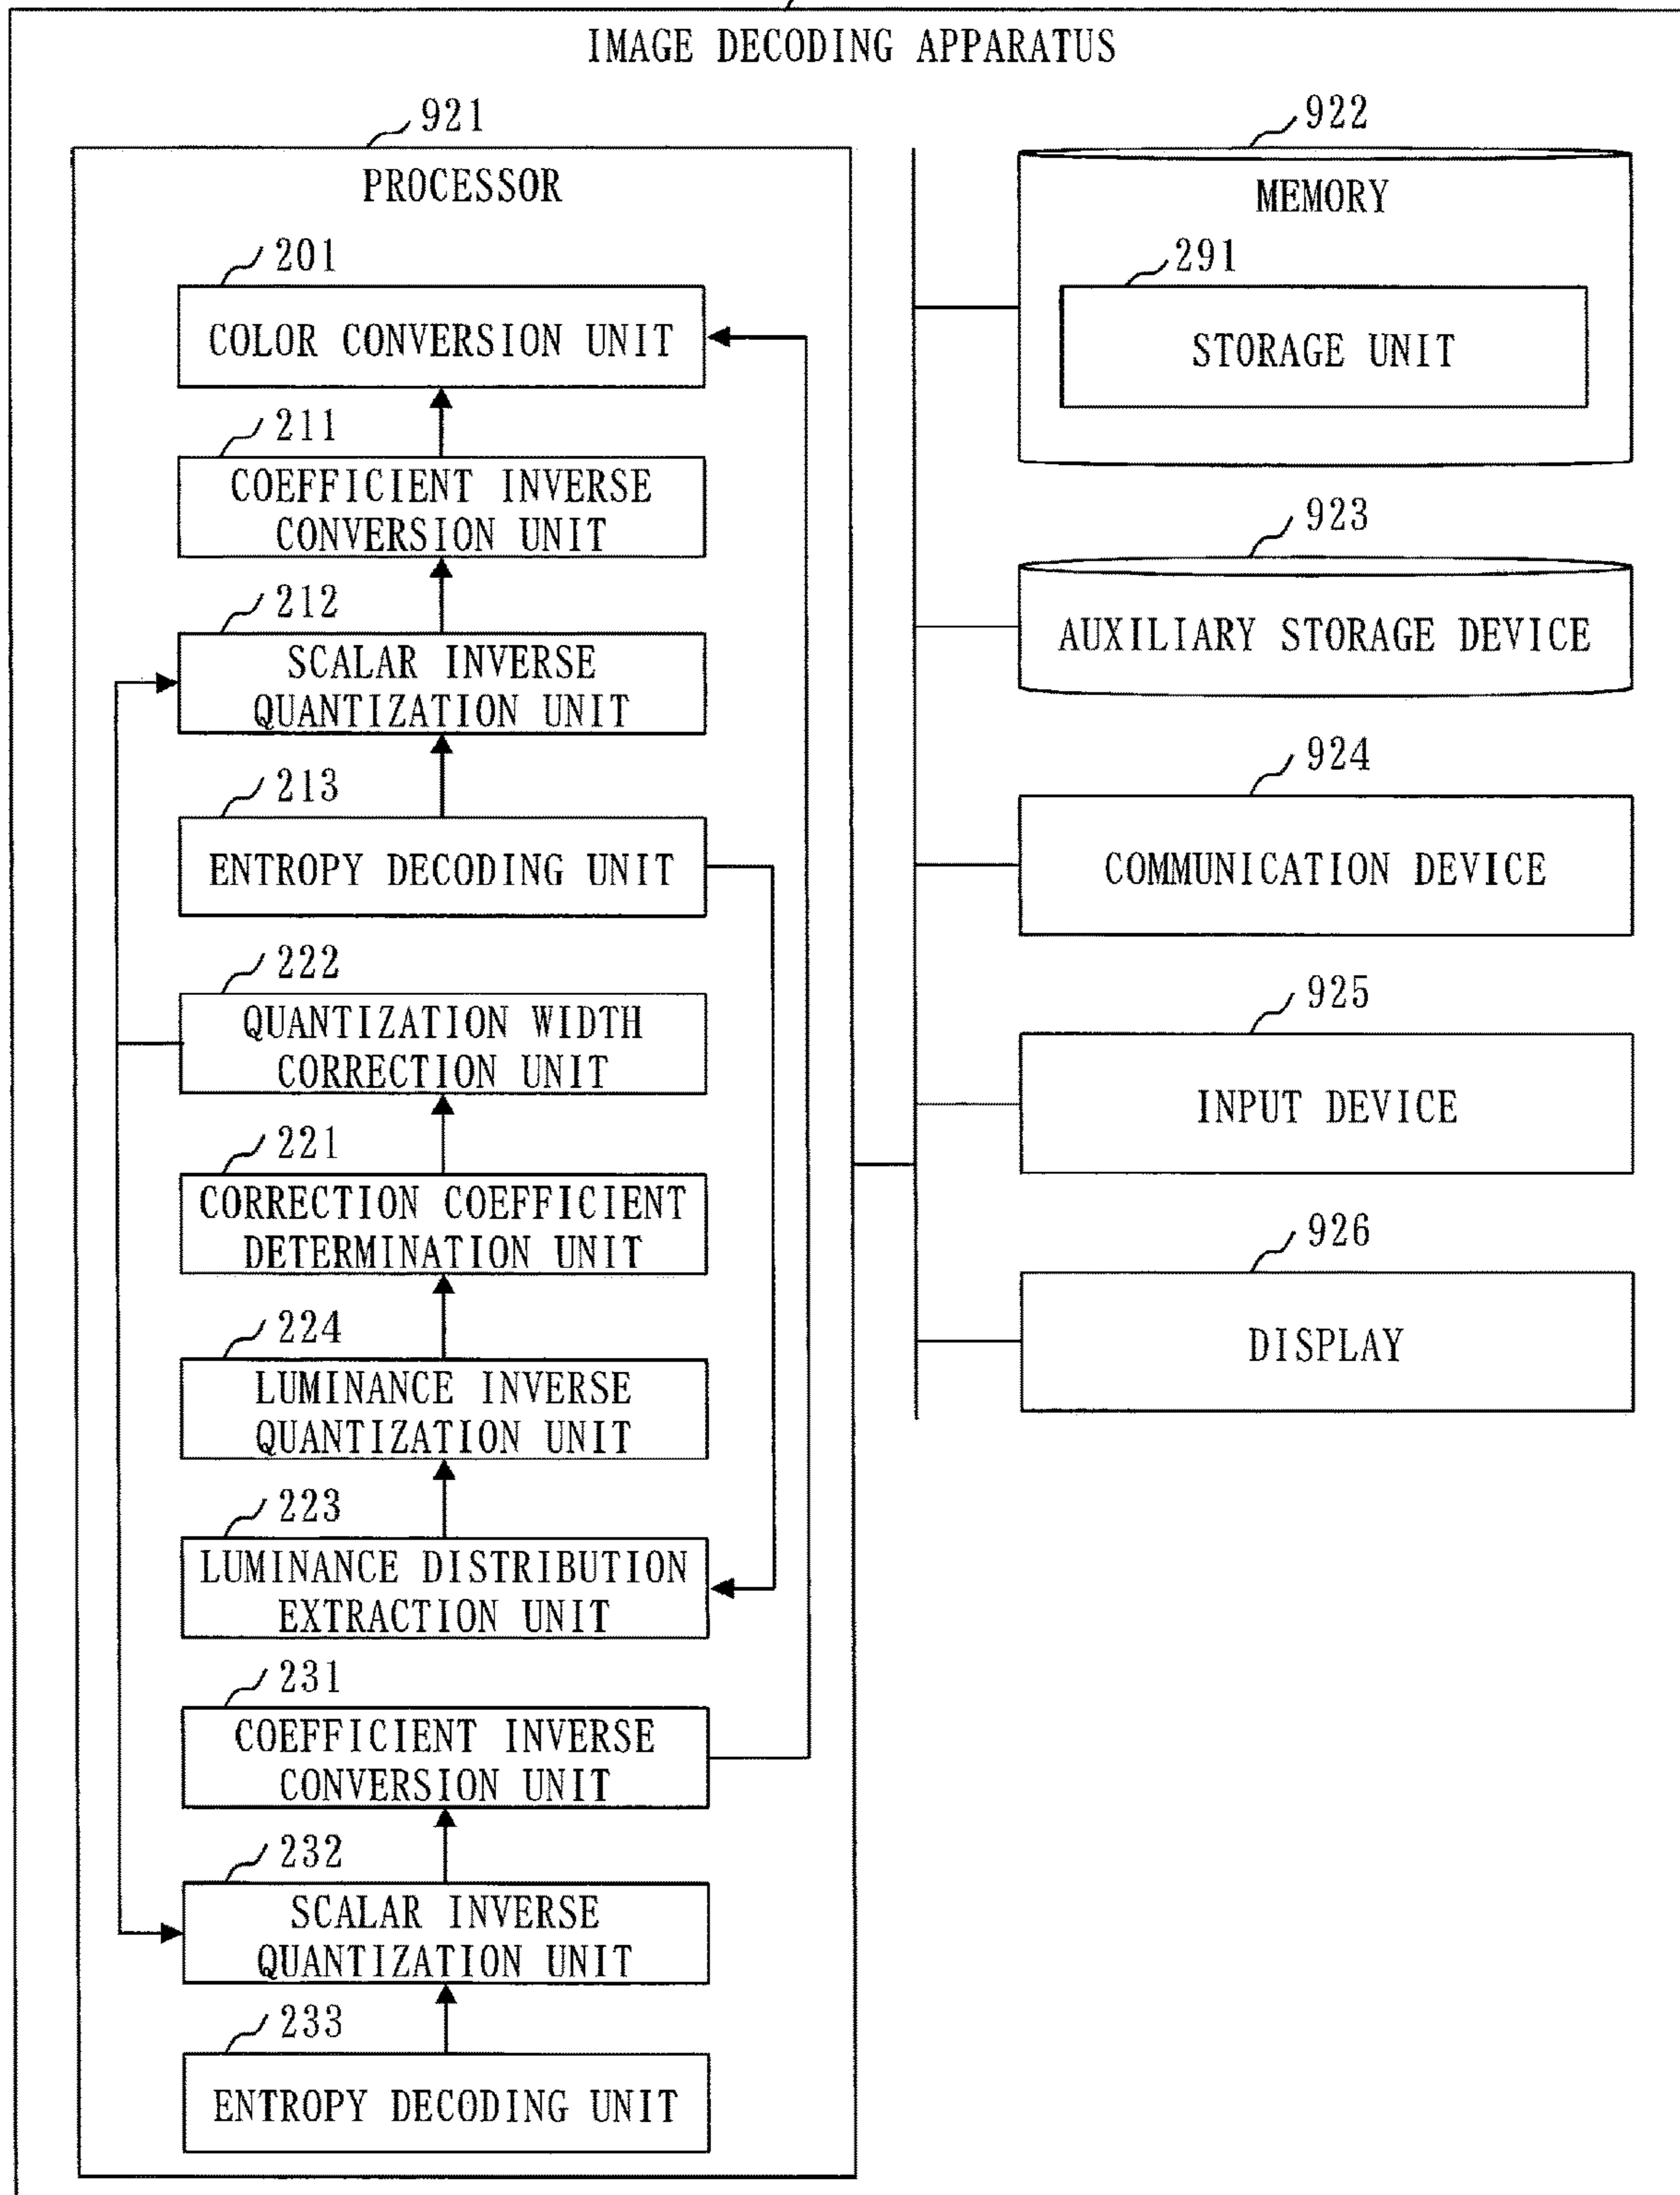 IMAGE DECODING APPARATUS
921
PROCESSOR
201
COLOR CONVERSION UNIT
211
COEFFICIENT INVERSE
CONVERSION UNIT
212
SCALAR INVERSE
QUANTIZATION UNIT
213
ENTROPY DECODING UNIT
222
QUANTIZATION WIDTH
CORRECTION UNIT
221
CORRECTION COEFFICIENT
DETERMINATION UNIT
224
LUMINANCE INVERSE
QUANTIZATION UNIT
223
LUMINANCE DISTRIBUTION
EXTRACTION UNIT
231
COEFFICIENT INVERSE
CONVERSION UNIT
232
SCALAR INVERSE
QUANTIZATION UNIT
233
ENTROPY DECODING UNIT
922
MEMORY
291
STORAGE UNIT
923
AUXILIARY STORAGE DEVICE
924
COMMUNICATION DEVICE
925
INPUT DEVICE
926
DISPLAY